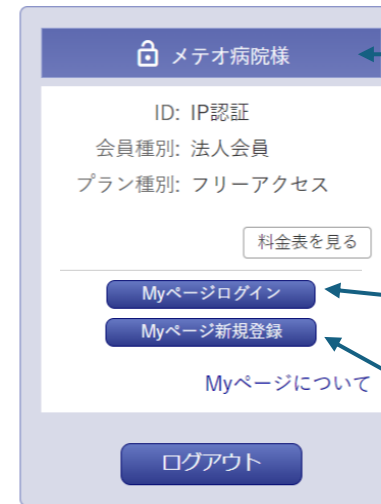 メテオ病院様
ID: IP認証
会員種別: 法人会員
プラン種別: フリーアクセス
料金表を見る
Myページログイン
Myページ新規登録
Myページについて
ログアウト